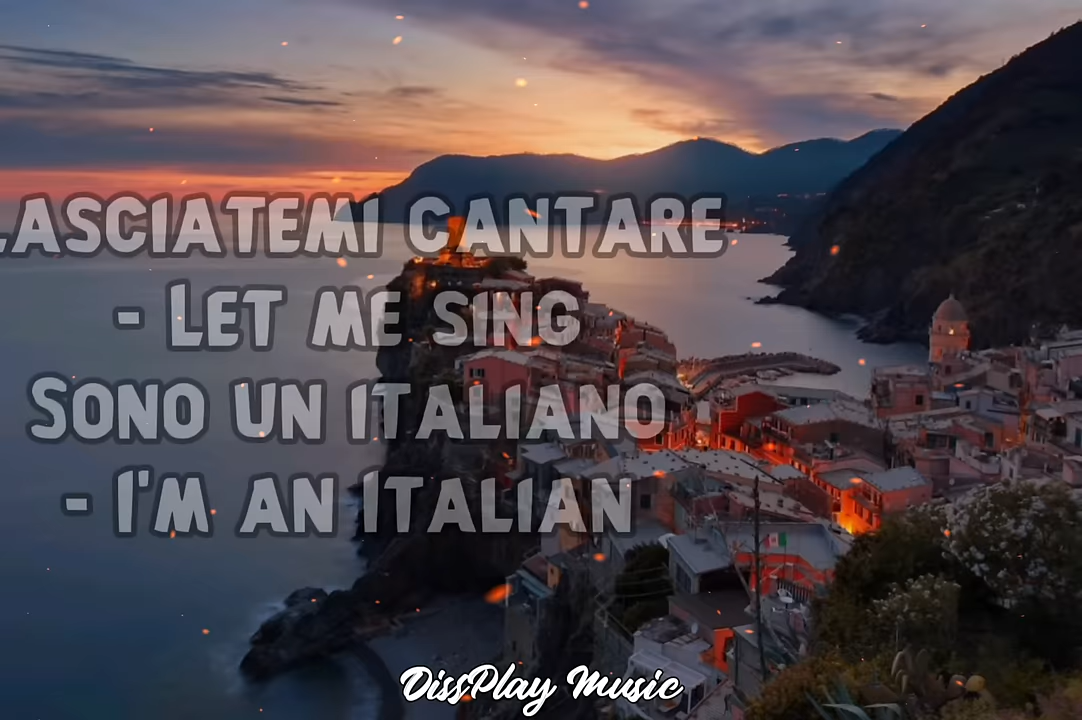 Lasciatemi cantare
- Let me sing
Sono un italiano
- I'm an Italian
DissPlay Music